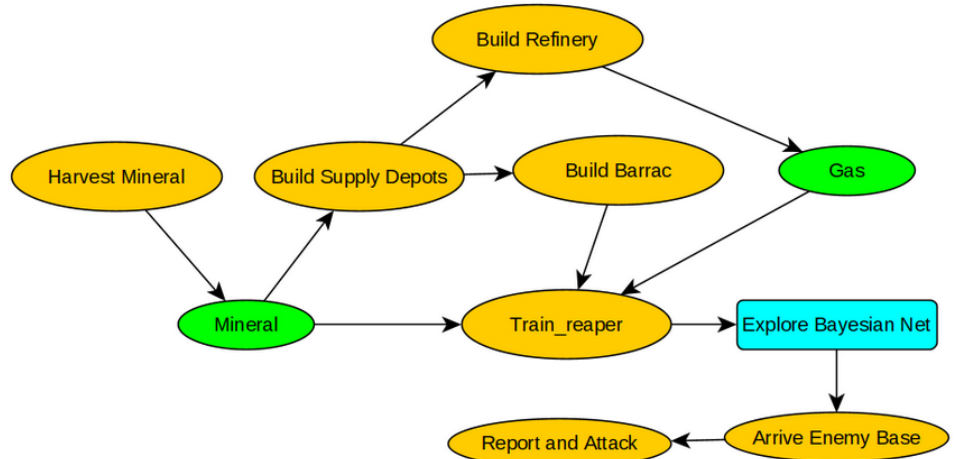 Build Refinery
Harvest Mineral
Build Supply Depots
Build Barrac
Gas
Mineral
Train_reaper
Explore Bayesian Net
Report and Attack
Arrive Enemy Base